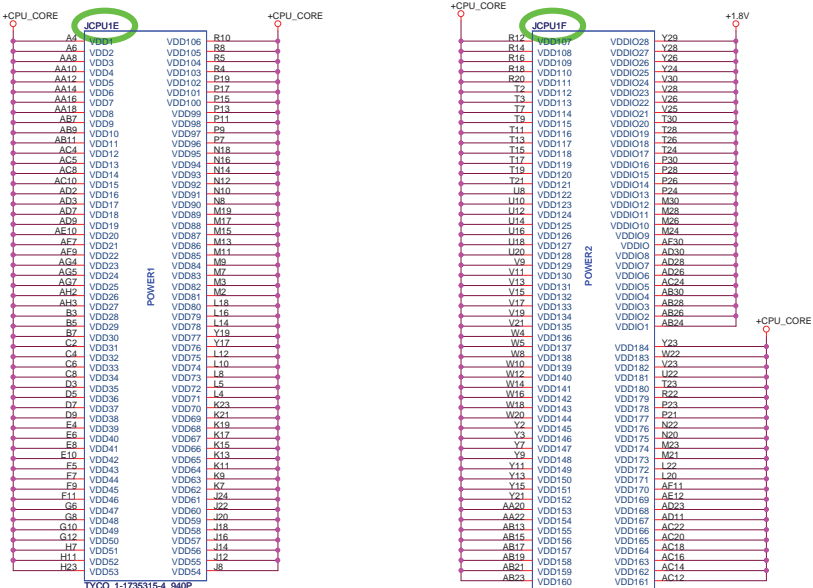 +CPU_CORE
JCPU1E
+CPU_CORE
A4 VDD1 VDD106 R10
A6 VDD2 VDD105 R8
AA8 VDD3 VDD104 R5
AA10 VDD4 VDD103 R4
AA12 VDD5 VDD102 P19
AA14 VDD6 VDD101 P17
AA16 VDD7 VDD100 P15
AA18 VDD8 VDD99 P13
AB7 VDD9 VDD98 P11
AB9 VDD10 VDD97 P9
AB11 VDD11 VDD96 P7
AC4 VDD12 VDD95 N18
AC5 VDD13 VDD94 N16
AC8 VDD14 VDD93 N14
AC10 VDD15 VDD92 N12
AD2 VDD16 VDD91 N10
AD3 VDD17 VDD90 N8
AD7 VDD18 VDD89 M19
AD9 VDD19 VDD88 M17
AE10 VDD20 VDD87 M15
AF7 VDD21 VDD86 M13
AF9 VDD22 VDD85 M11
AG4 VDD23 VDD84 M9
AG5 VDD24 VDD83 M7
AG7 VDD25 VDD82 M3
AH2 VDD26 VDD81 M2
AH3 VDD27 VDD80 L18
B3 VDD28 VDD79 L16
B5 VDD29 VDD78 L14
B7 VDD30 VDD77 Y19
C2 VDD31 VDD76 Y17
C4 VDD32 VDD75 L12
C6 VDD33 VDD74 L10
C8 VDD34 VDD73 L8
D3 VDD35 VDD72 L5
D5 VDD36 VDD71 L4
D7 VDD37 VDD70 K23
D9 VDD38 VDD69 K21
E4 VDD39 VDD68 K19
E6 VDD40 VDD67 K17
E8 VDD41 VDD66 K15
E10 VDD42 VDD65 K13
F5 VDD43 VDD64 K11
F7 VDD44 VDD63 K9
F9 VDD45 VDD62 K7
F11 VDD46 VDD61 J24
G6 VDD47 VDD60 J22
G8 VDD48 VDD59 J20
G10 VDD49 VDD58 J18
G12 VDD50 VDD57 J16
H7 VDD51 VDD56 J14
H11 VDD52 VDD55 J12
H23 VDD53 VDD54 J8
POWER1
TYCO_1-1735315-4_940P
+CPU_CORE
JCPU1F
+1.8V
R12 VDD107 VDDIO28 Y29
R14 VDD108 VDDIO27 Y28
R16 VDD109 VDDIO26 Y26
R18 VDD110 VDDIO25 Y24
R20 VDD111 VDDIO24 V30
T2 VDD112 VDDIO23 V28
T3 VDD113 VDDIO22 V26
T7 VDD114 VDDIO21 V25
T9 VDD115 VDDIO20 T30
T11 VDD116 VDDIO19 T28
T13 VDD117 VDDIO18 T26
T15 VDD118 VDDIO17 T24
T17 VDD119 VDDIO16 P30
T19 VDD120 VDDIO15 P28
T21 VDD121 VDDIO14 P26
U8 VDD122 VDDIO13 P24
U10 VDD123 VDDIO12 M30
U12 VDD124 VDDIO11 M28
U14 VDD125 VDDIO10 M26
U16 VDD126 VDDIO9 M24
U18 VDD127 VDDIO AF30
U20 VDD128 VDDIO8 AD30
V9 VDD129 VDDIO7 AD28
V11 VDD130 VDDIO6 AD26
V13 VDD131 VDDIO5 AC24
V15 VDD132 VDDIO4 AB30
V17 VDD133 VDDIO3 AB28
V19 VDD134 VDDIO2 AB26
V21 VDD135 VDDIO1 AB24
POWER2
+CPU_CORE
W4 VDD136
W5 VDD137 VDD184 Y23
W8 VDD138 VDD183 W22
W10 VDD139 VDD182 V23
W12 VDD140 VDD181 U22
W14 VDD141 VDD180 T23
W16 VDD142 VDD179 R22
W18 VDD143 VDD178 P23
W20 VDD144 VDD177 P21
Y2 VDD145 VDD176 N22
Y3 VDD146 VDD175 N20
Y7 VDD147 VDD174 M23
Y9 VDD148 VDD173 M21
Y11 VDD149 VDD172 L22
Y13 VDD150 VDD171 L20
Y15 VDD151 VDD170 AF11
Y21 VDD152 VDD169 AE12
AA20 VDD153 VDD168 AD23
AA22 VDD154 VDD167 AD11
AB13 VDD155 VDD166 AC22
AB15 VDD156 VDD165 AC20
AB17 VDD157 VDD164 AC18
AB19 VDD158 VDD163 AC16
AB21 VDD159 VDD162 AC14
AB23 VDD160 VDD161 AC12